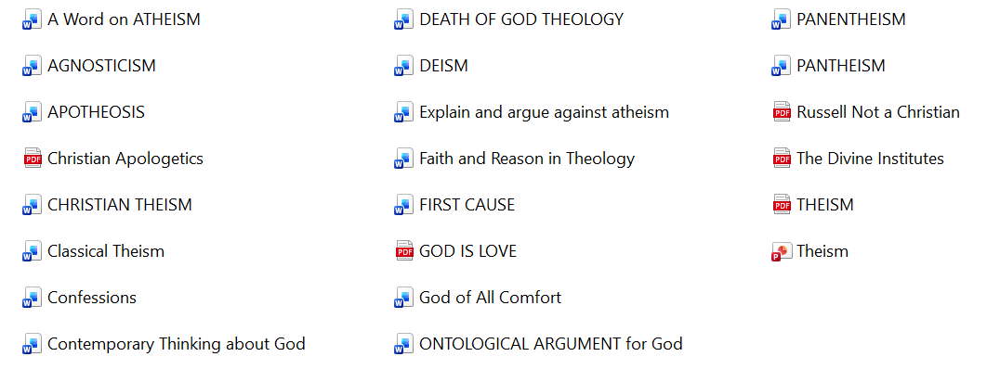 A Word on ATHEISM
AGNOSTICISM
APOTHEOSIS
Christian Apologetics
CHRISTIAN THEISM
Classical Theism
Confessions
Contemporary Thinking about God
DEATH OF GOD THEOLOGY
DEISM
Explain and argue against atheism
Faith and Reason in Theology
FIRST CAUSE
GOD IS LOVE
God of All Comfort
ONTOLOGICAL ARGUMENT for God
PANENTHEISM
PANTHEISM
Russell Not a Christian
The Divine Institutes
THEISM
Theism